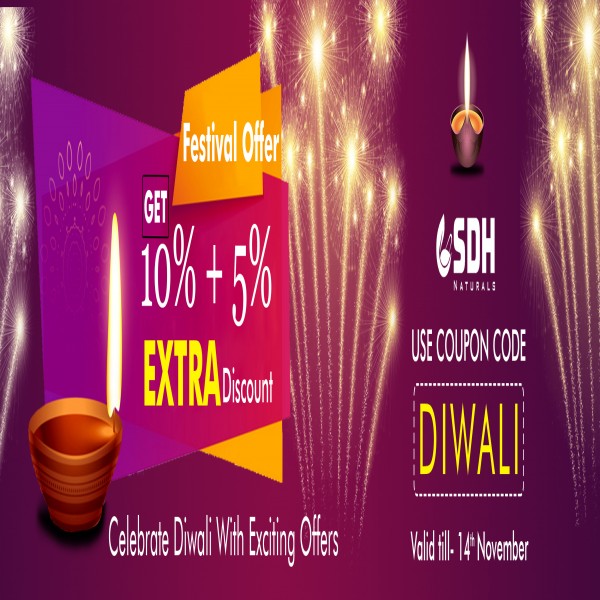 Festival Offer
GET
10% + 5%
EXTRA Discount
Celebrate Diwali With Exciting Offers
SDH
NATURALS
USE COUPON CODE
DIWALI
Valid till- 14th November